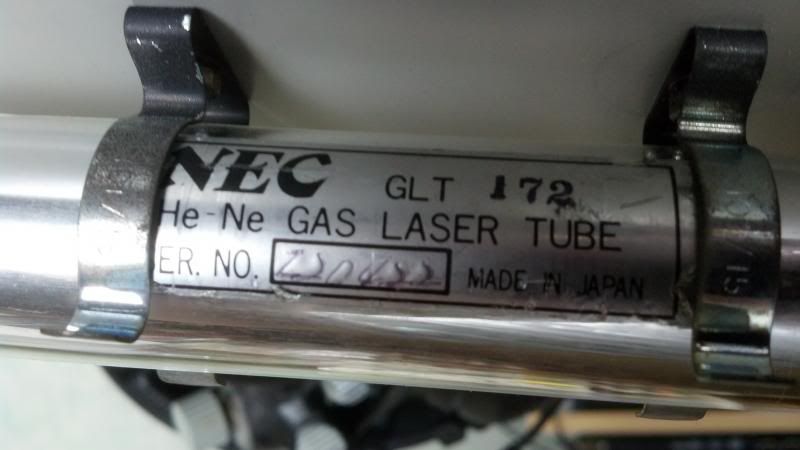 NEC GLT 172
He-Ne GAS LASER TUBE
ER. NO. MADE IN JAPAN